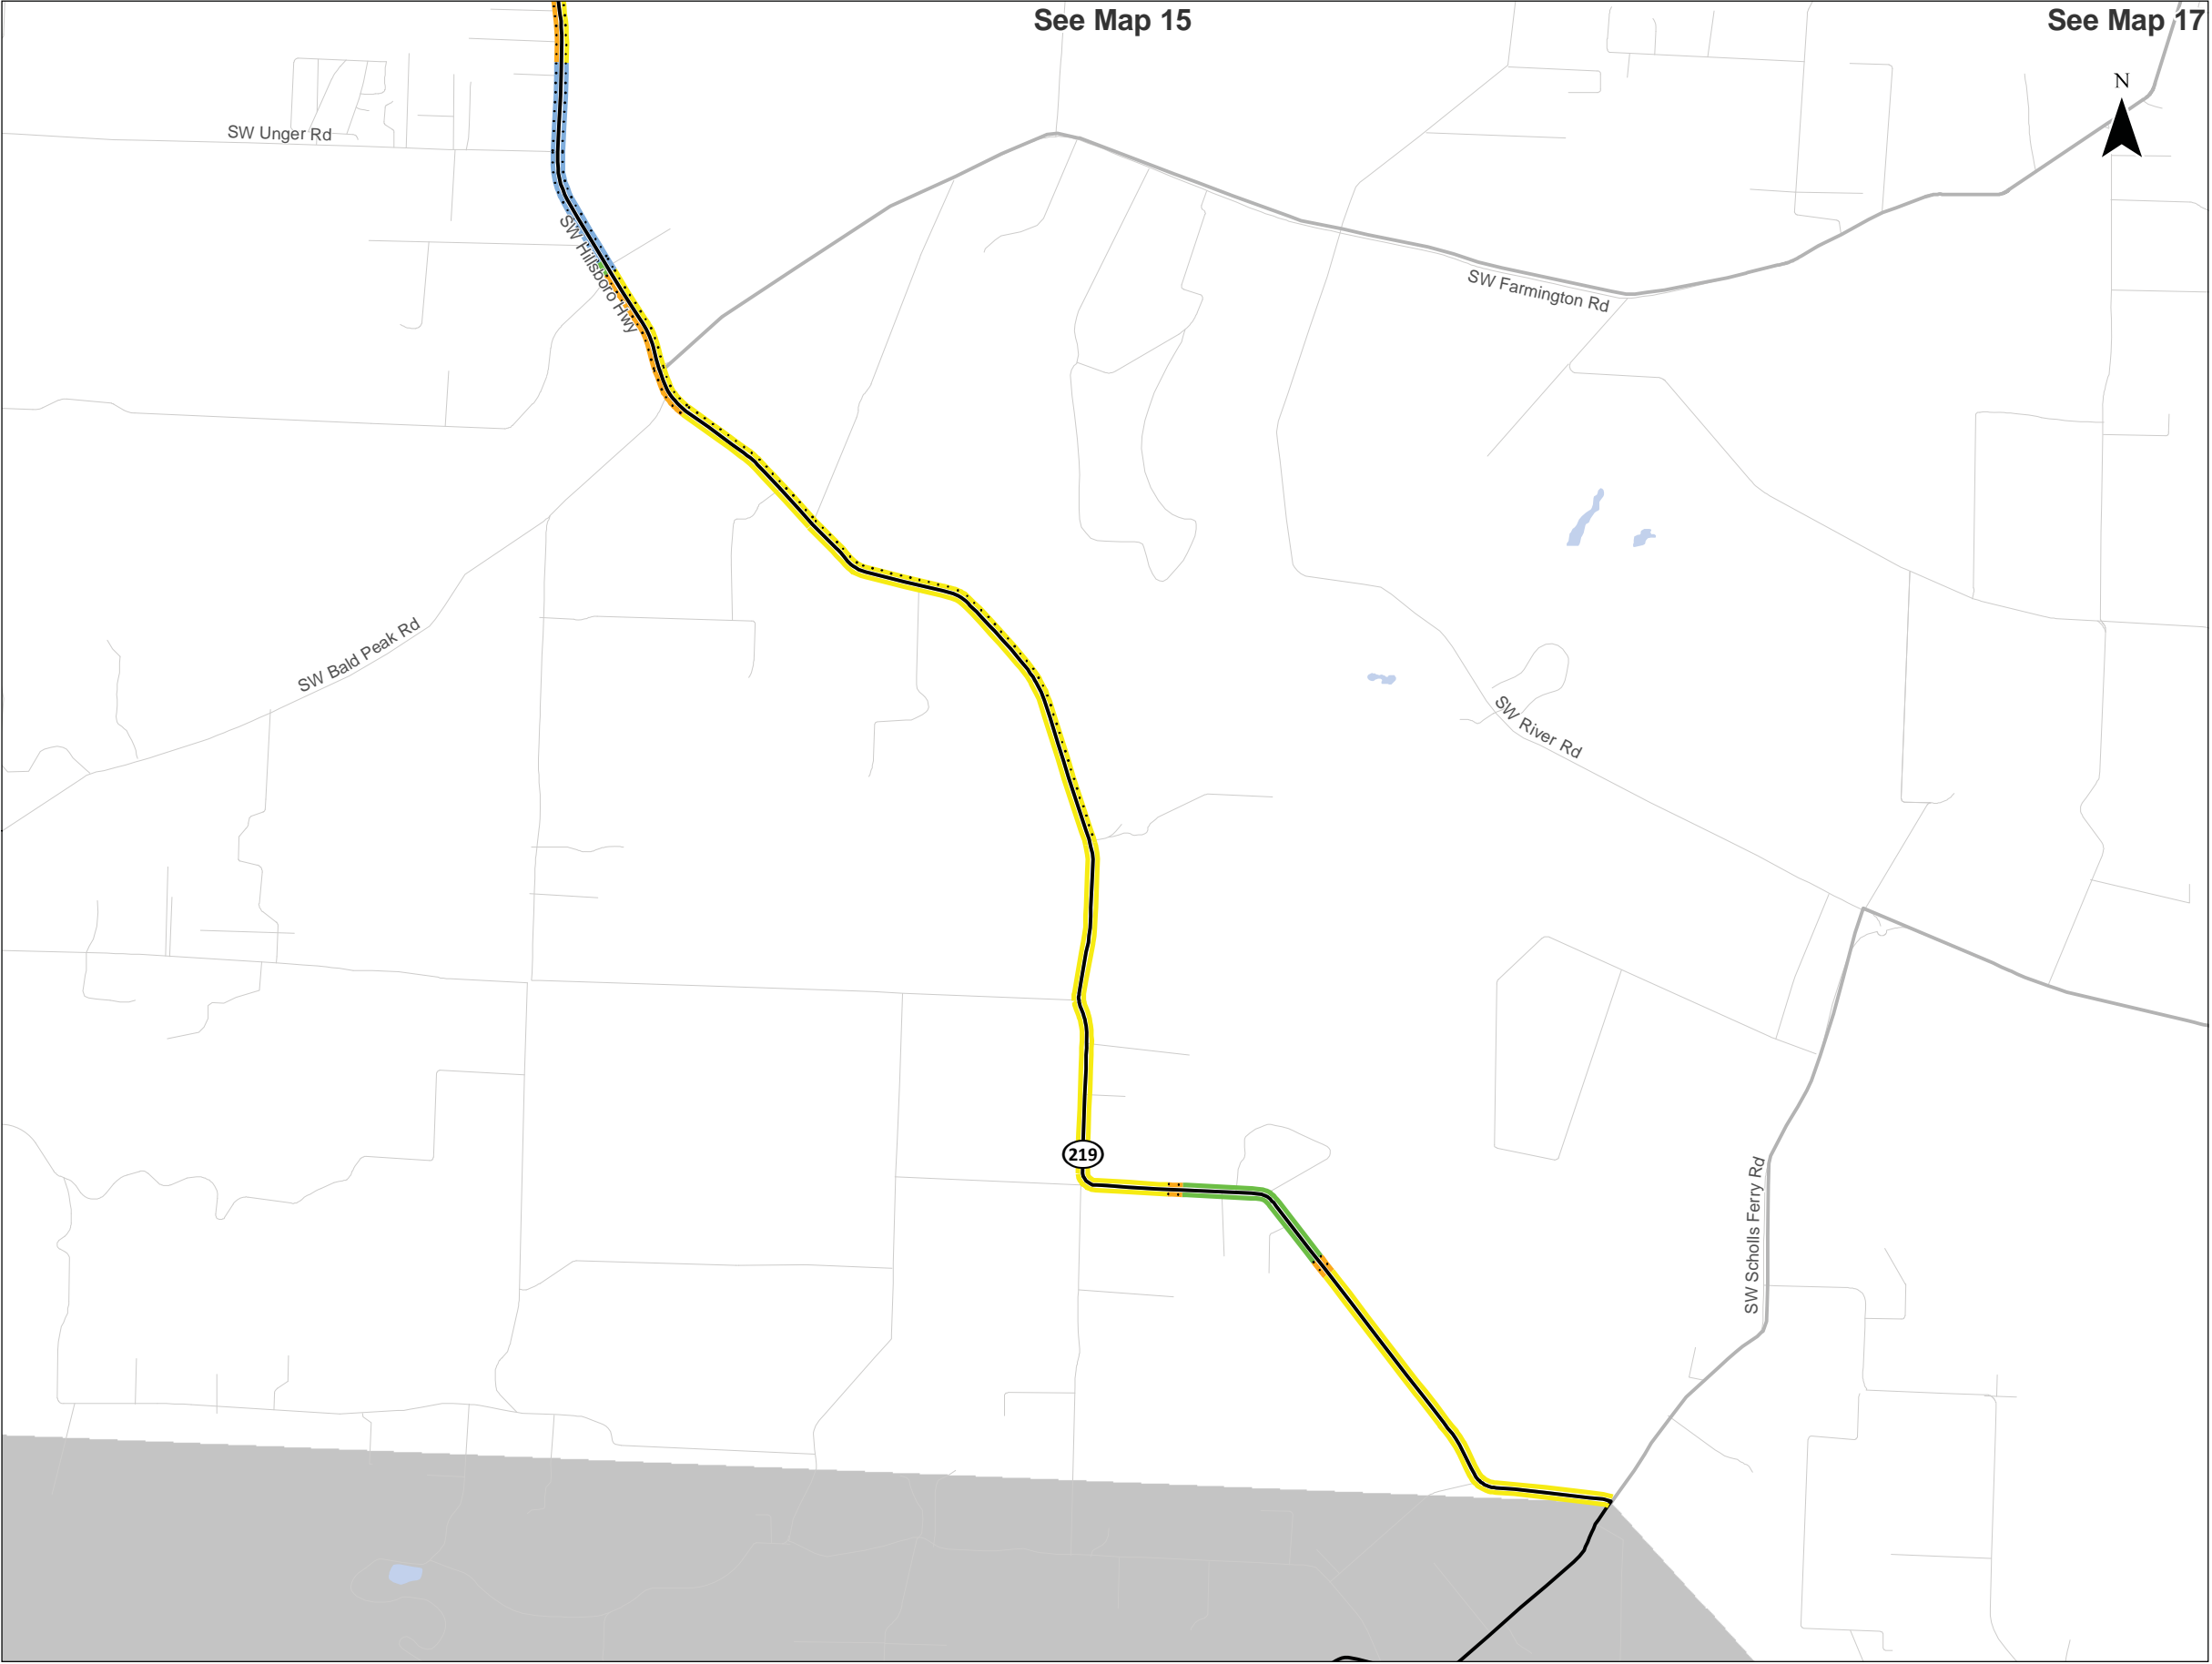 See Map 15
See Map 17
N
SW Unger Rd
SW Hillsboro Hwy
SW Farmington Rd
SW Bald Peak Rd
SW River Rd
219
SW Scholls Ferry Rd